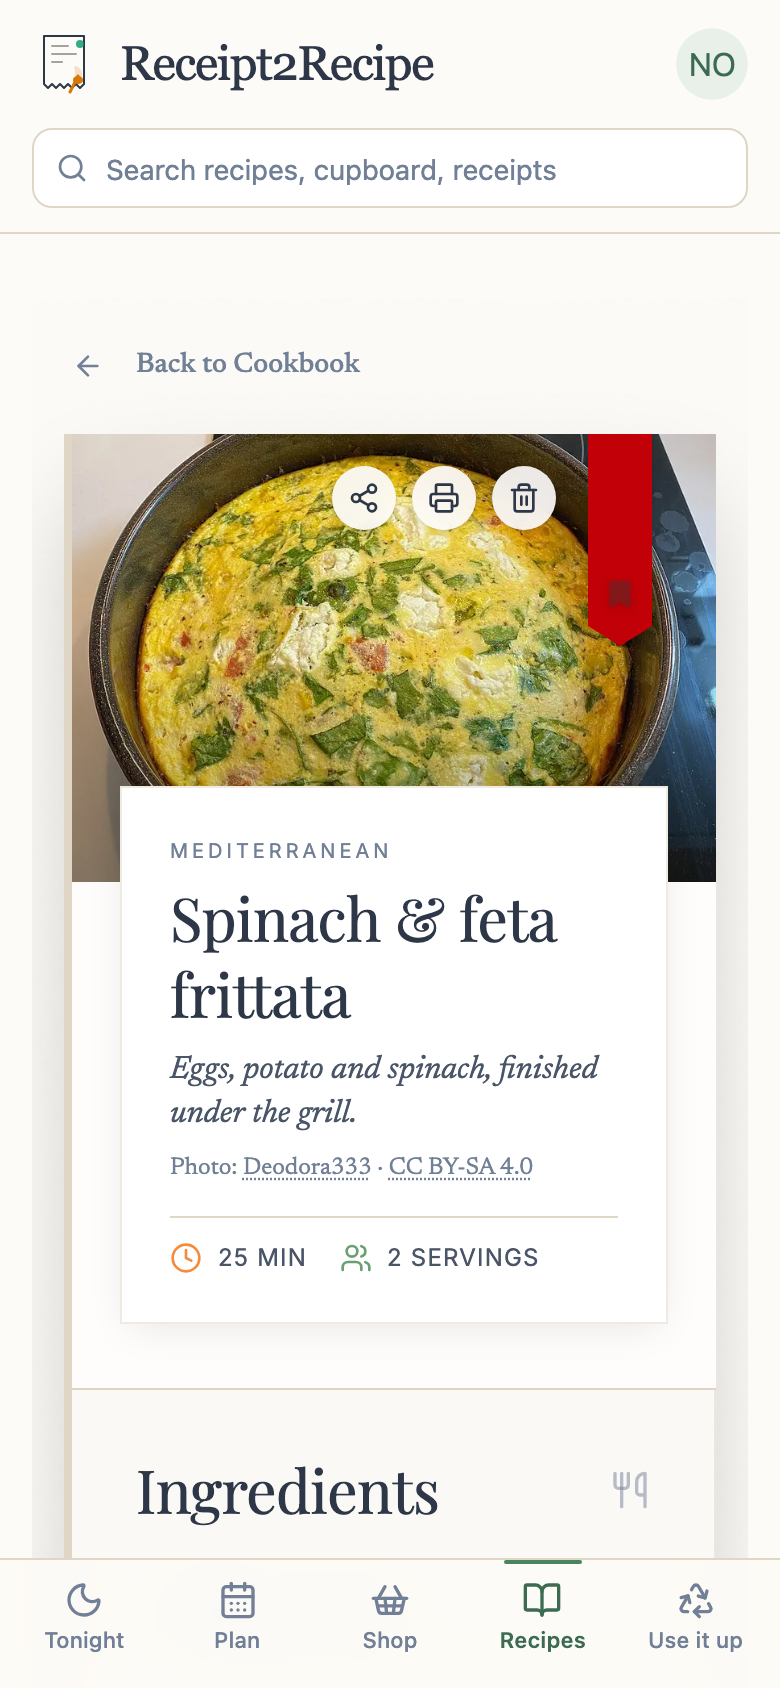 Receipt2Recipe
NO
Search recipes, cupboard, receipts
Back to Cookbook
MEDITERRANEAN
Spinach & feta
frittata
Eggs, potato and spinach, finished
under the grill.
Photo: Deodora333 · CC BY-SA 4.0
25 MIN 2 SERVINGS
Ingredients
Tonight Plan Shop Recipes Use it up